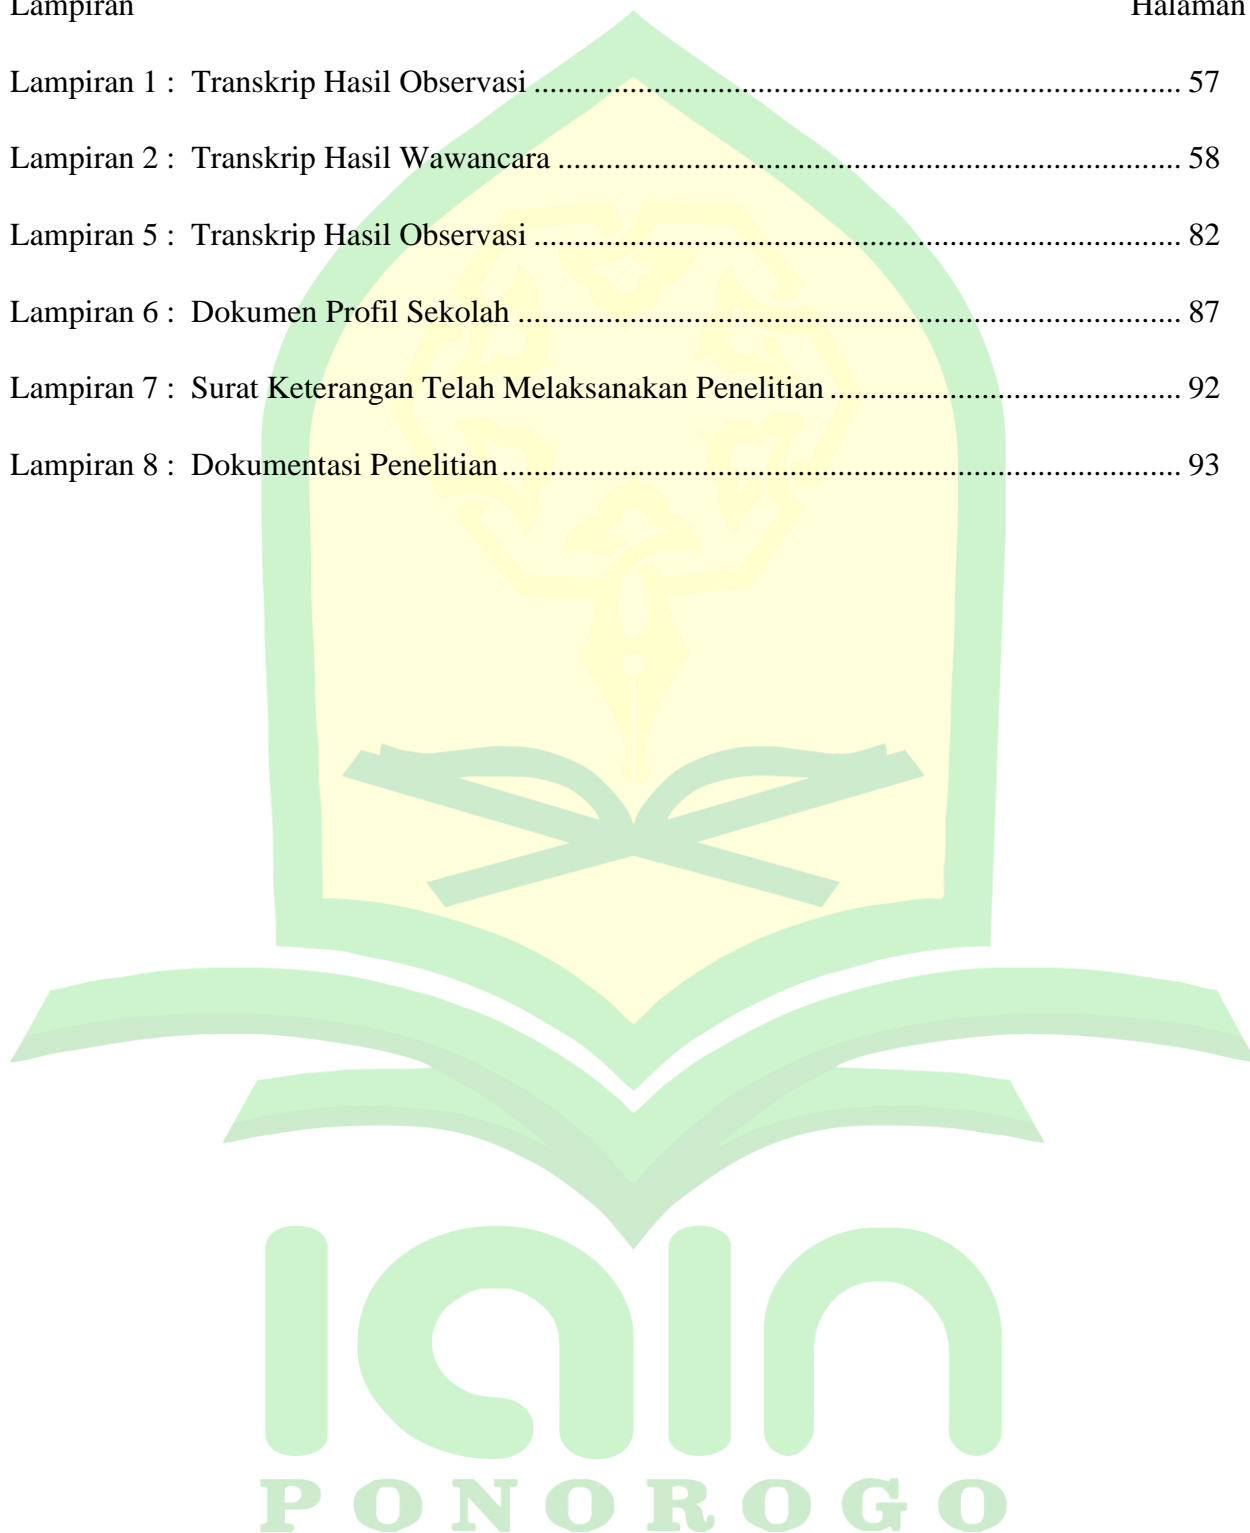 Lampiran Halaman
Lampiran 1 : Transkrip Hasil Observasi ................................................................................. 57
Lampiran 2 : Transkrip Hasil Wawancara .............................................................................. 58
Lampiran 5 : Transkrip Hasil Observasi ................................................................................. 82
Lampiran 6 : Dokumen Profil Sekolah ................................................................................... 87
Lampiran 7 : Surat Keterangan Telah Melaksanakan Penelitian ............................................ 92
Lampiran 8 : Dokumentasi Penelitian..................................................................................... 93
iain
PONOROGO